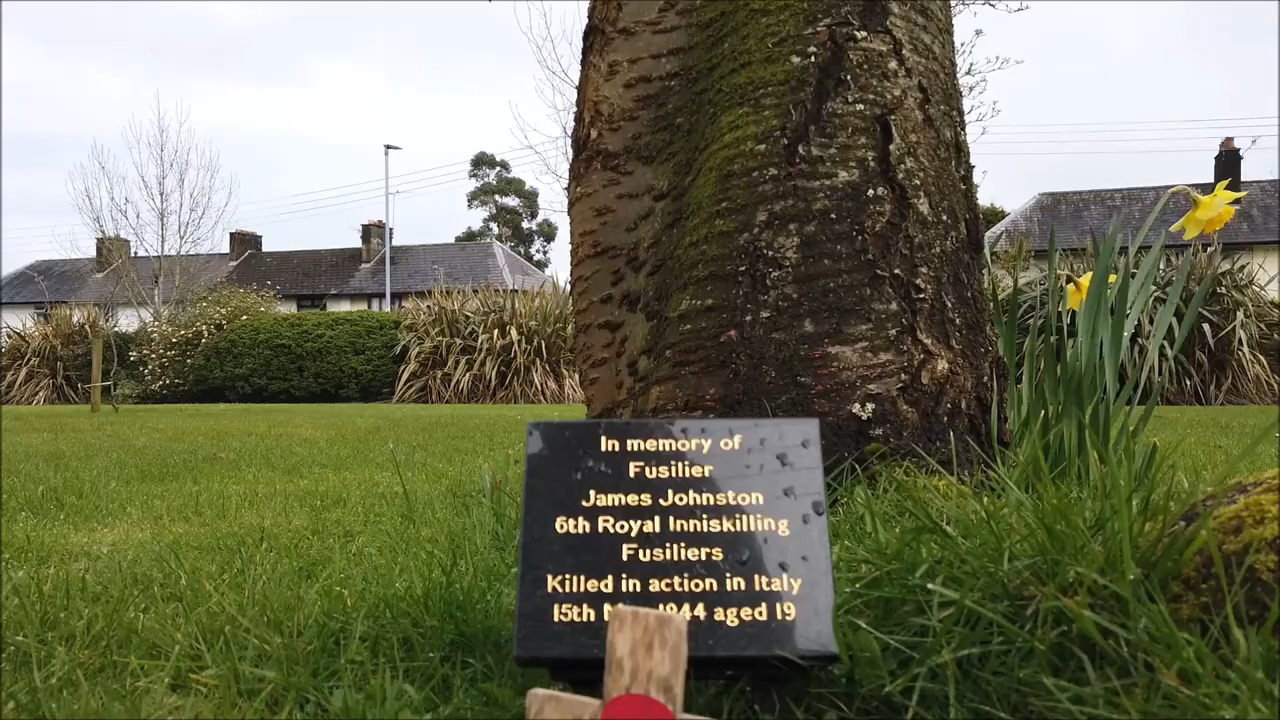 In memory of
Fusilier
James Johnston
6th Royal Inniskilling
Fusiliers
Killed in action in Italy
15th 1944 aged 19